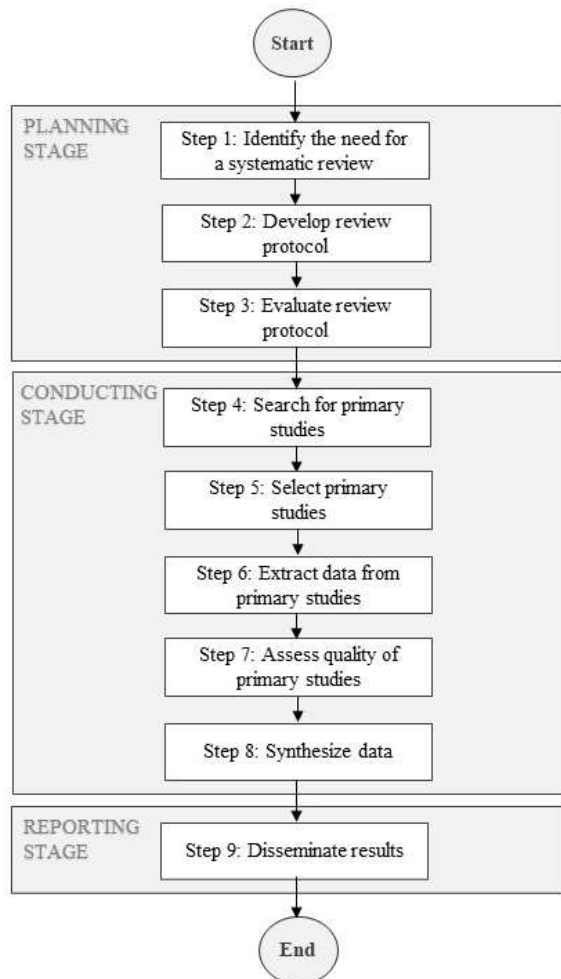 Start
PLANNING
STAGE
Step 1: Identify the need for
a systematic review
Step 2: Develop review
protocol
Step 3: Evaluate review
protocol
CONDUCTING
STAGE
Step 4: Search for primary
studies
Step 5: Select primary
studies
Step 6: Extract data from
primary studies
Step 7: Assess quality of
primary studies
Step 8: Synthesize data
REPORTING
STAGE
Step 9: Disseminate results
End